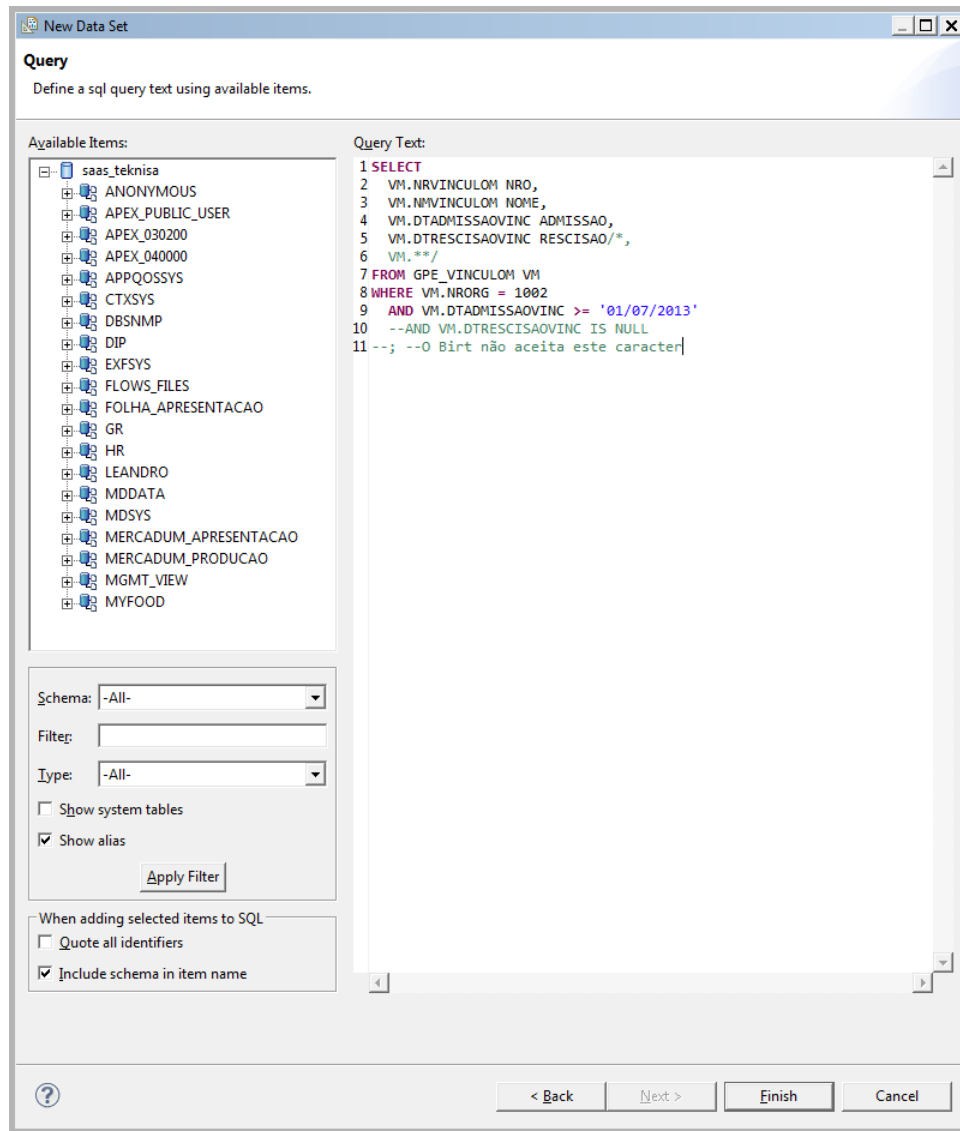 New Data Set
Query
Define a sql query text using available items.
Available Items:
saas_teknisa
ANONYMOUS
APEX_PUBLIC_USER
APEX_030200
APEX_040000
APPQOSSYS
CTXSYS
DBSNMP
DIP
EXFSYS
FLOWS_FILES
FOLHA_APRESENTACAO
GR
HR
LEANDRO
MDDATA
MDSYS
MERCADUM_APRESENTACAO
MERCADUM_PRODUCAO
MGMT_VIEW
MYFOOD
Schema: -All-
Filter:
Type: -All-
Show system tables
Show alias
Apply Filter
When adding selected items to SQL
Quote all identifiers
Include schema in item name
Query Text:
1 SELECT
2 VM.NRVINCULOM NRO,
3 VM.NMVINCULOM NOME,
4 VM.DTADMISSAOVINC ADMISSAO,
5 VM.DTRESCISAOVINC RESCISAO/*,
6 VM.**/
7 FROM GPE_VINCULOM VM
8 WHERE VM.NRORG = 1002
9 AND VM.DTADMISSAOVINC >= '01/07/2013'
10 --AND VM.DTRESCISAOVINC IS NULL
11 --; --O Birt não aceita este caracter
?
< Back
Next >
Finish
Cancel